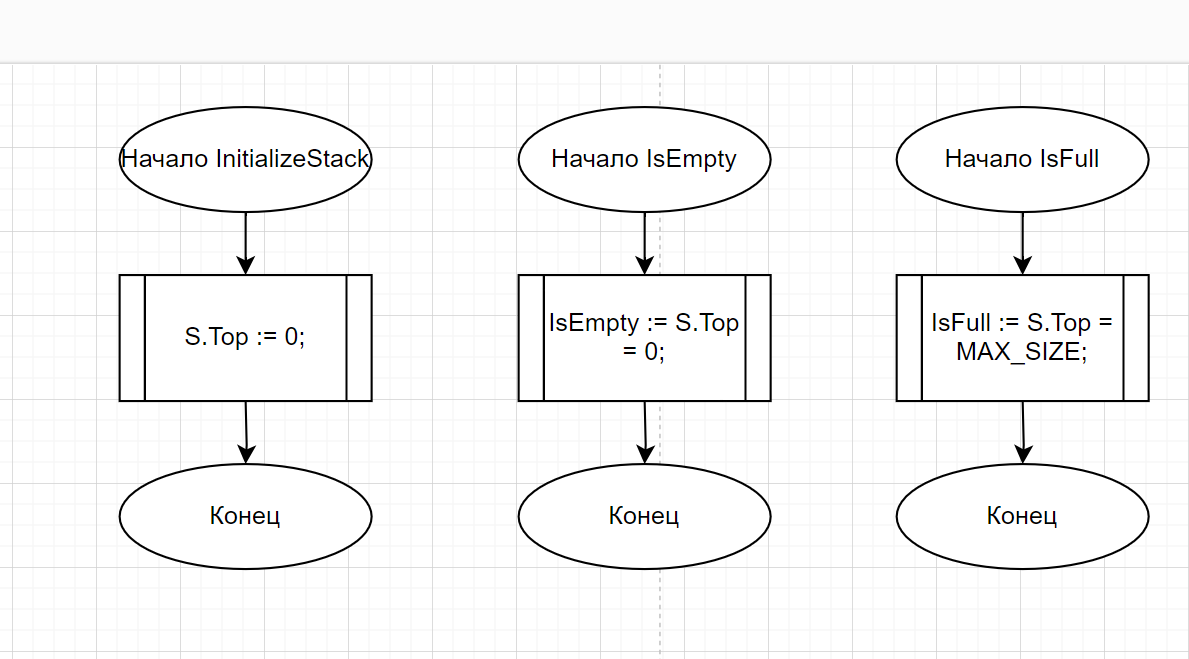 Начало InitializeStack
Начало IsEmpty
Начало IsFull
S.Top := 0;
IsEmpty := S.Top
= 0;
IsFull := S.Top =
MAX_SIZE;
Конец
Конец
Конец